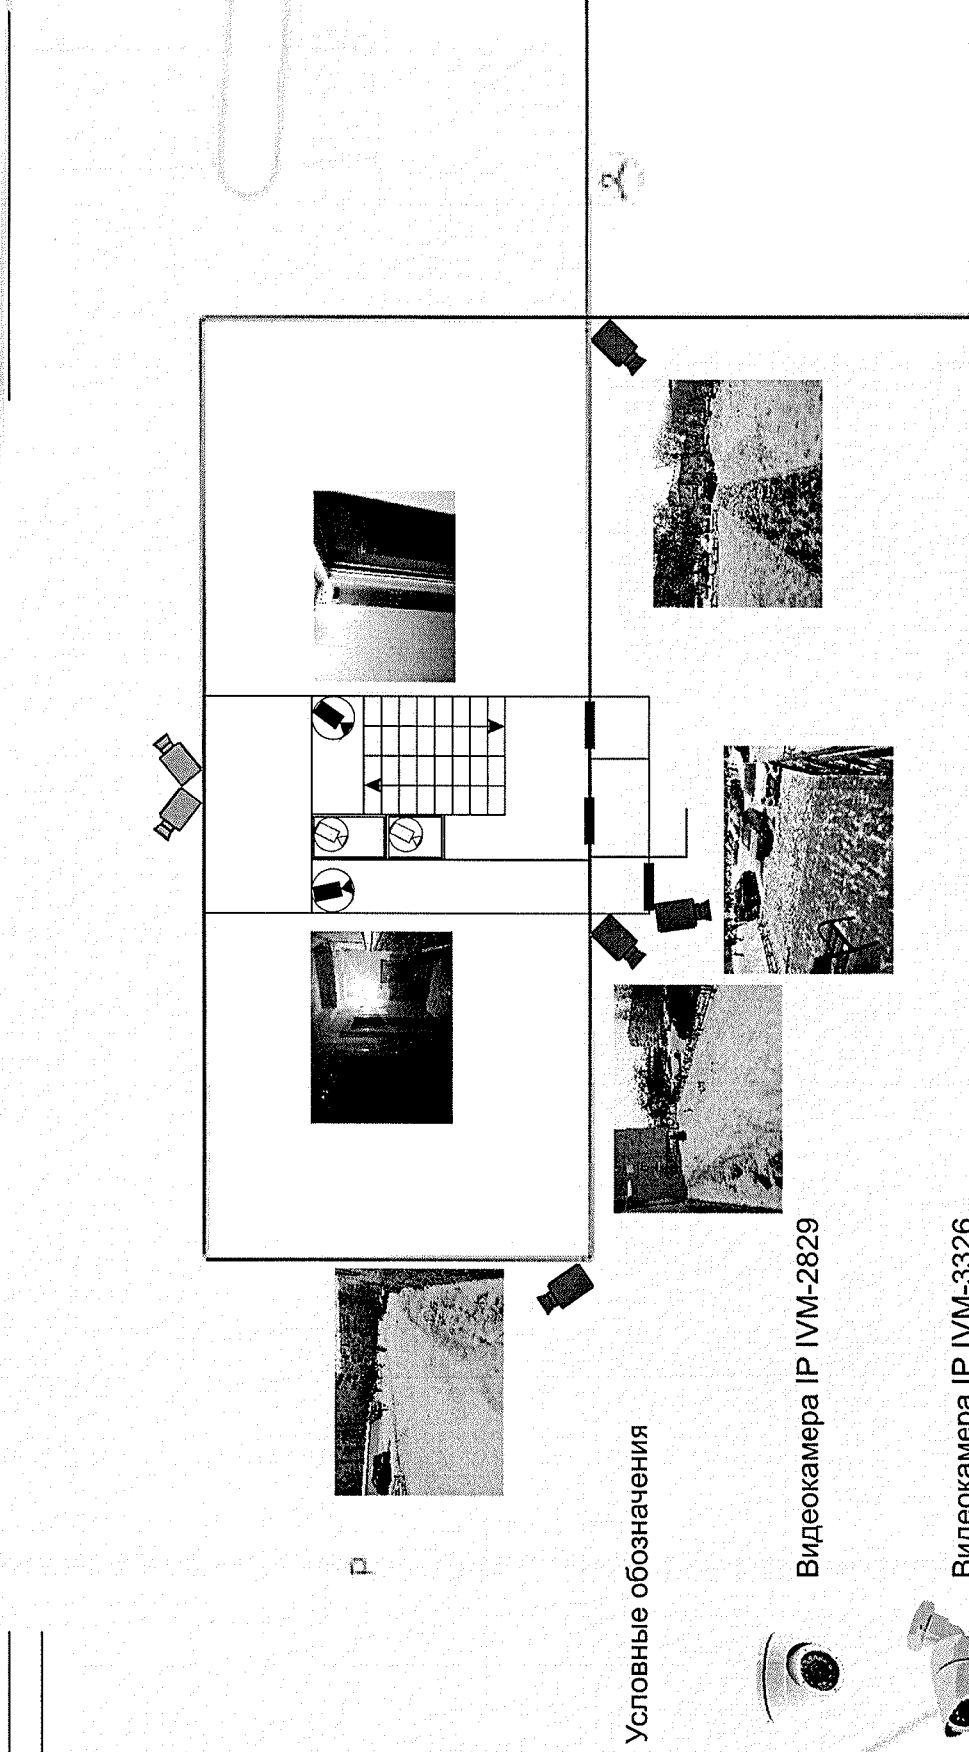 Условные обозначения
Видеокамера IP IVM-2829
Видеокамера IP IVM-3326